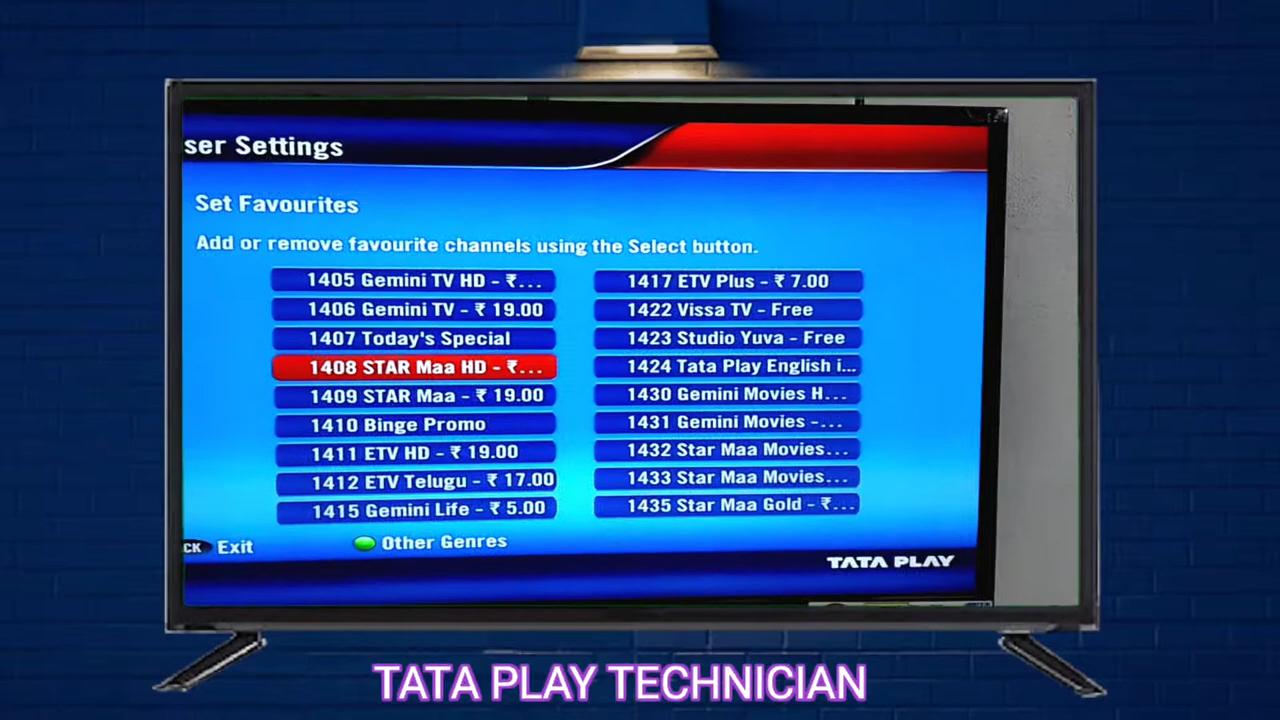 ser Settings
Set Favourites
Add or remove favourite channels using the Select button.
1405 Gemini TV HD - ₹...
1406 Gemini TV - ₹ 19.00
1407 Today's Special
1408 STAR Maa HD - ₹...
1409 STAR Maa - ₹ 19.00
1410 Binge Promo
1411 ETV HD - ₹ 19.00
1412 ETV Telugu - ₹ 17.00
1415 Gemini Life - ₹ 5.00
1417 ETV Plus - ₹ 7.00
1422 Vissa TV - Free
1423 Studio Yuva - Free
1424 Tata Play English i...
1430 Gemini Movies H...
1431 Gemini Movies -...
1432 Star Maa Movies...
1433 Star Maa Movies...
1435 Star Maa Gold - ₹...
CK Exit
Other Genres
TATA PLAY
TATA PLAY TECHNICIAN